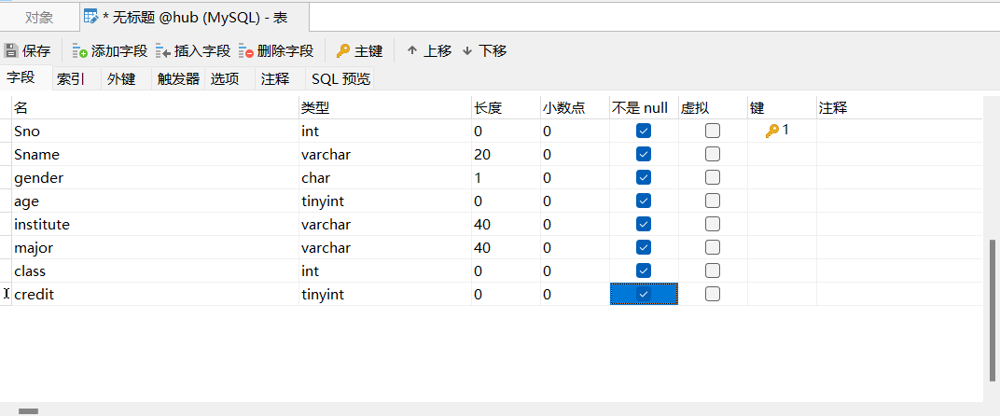 对象 * 无标题 @hub (MySQL) - 表
保存 添加字段 插入字段 删除字段 主键 上移 下移
字段 索引 外键 触发器 选项 注释 SQL 预览
名 类型 长度 小数点 不是 null 虚拟 键 注释
Sno int 0 0 1
Sname varchar 20 0
gender char 1 0
age tinyint 0 0
institute varchar 40 0
major varchar 40 0
class int 0 0
credit tinyint 0 0